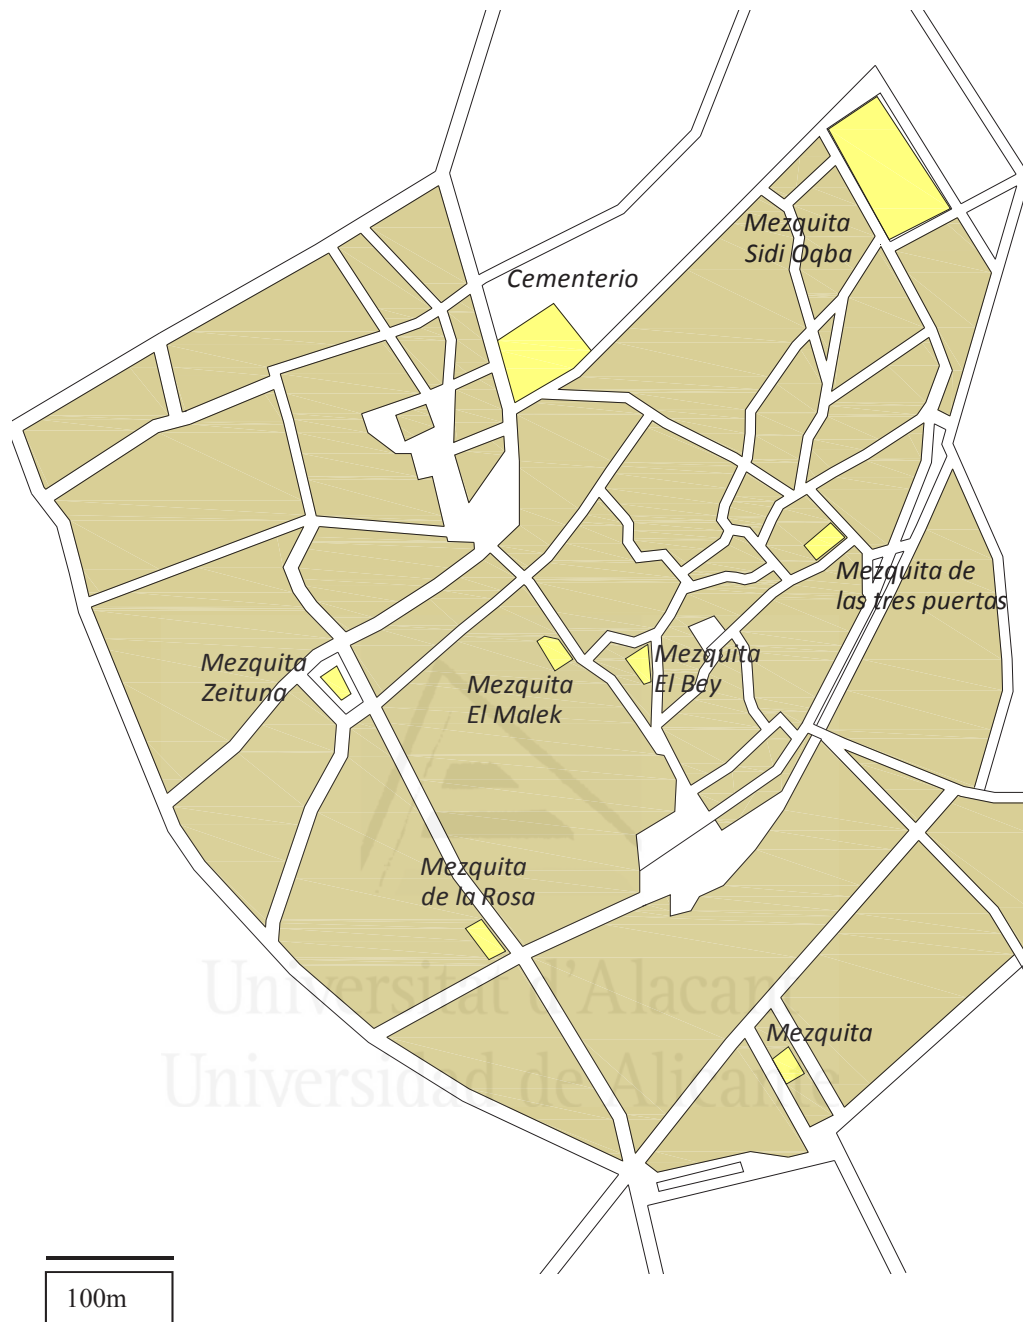 Mezquita
Sidi Oqba
Cementerio
Mezquita de
las tres puertas
Mezquita
El Bey
Mezquita
Zeituna
Mezquita
El Malek
Mezquita
de la Rosa
Universitat d'Alacant
Universidad de Alicante
Mezquita
100m